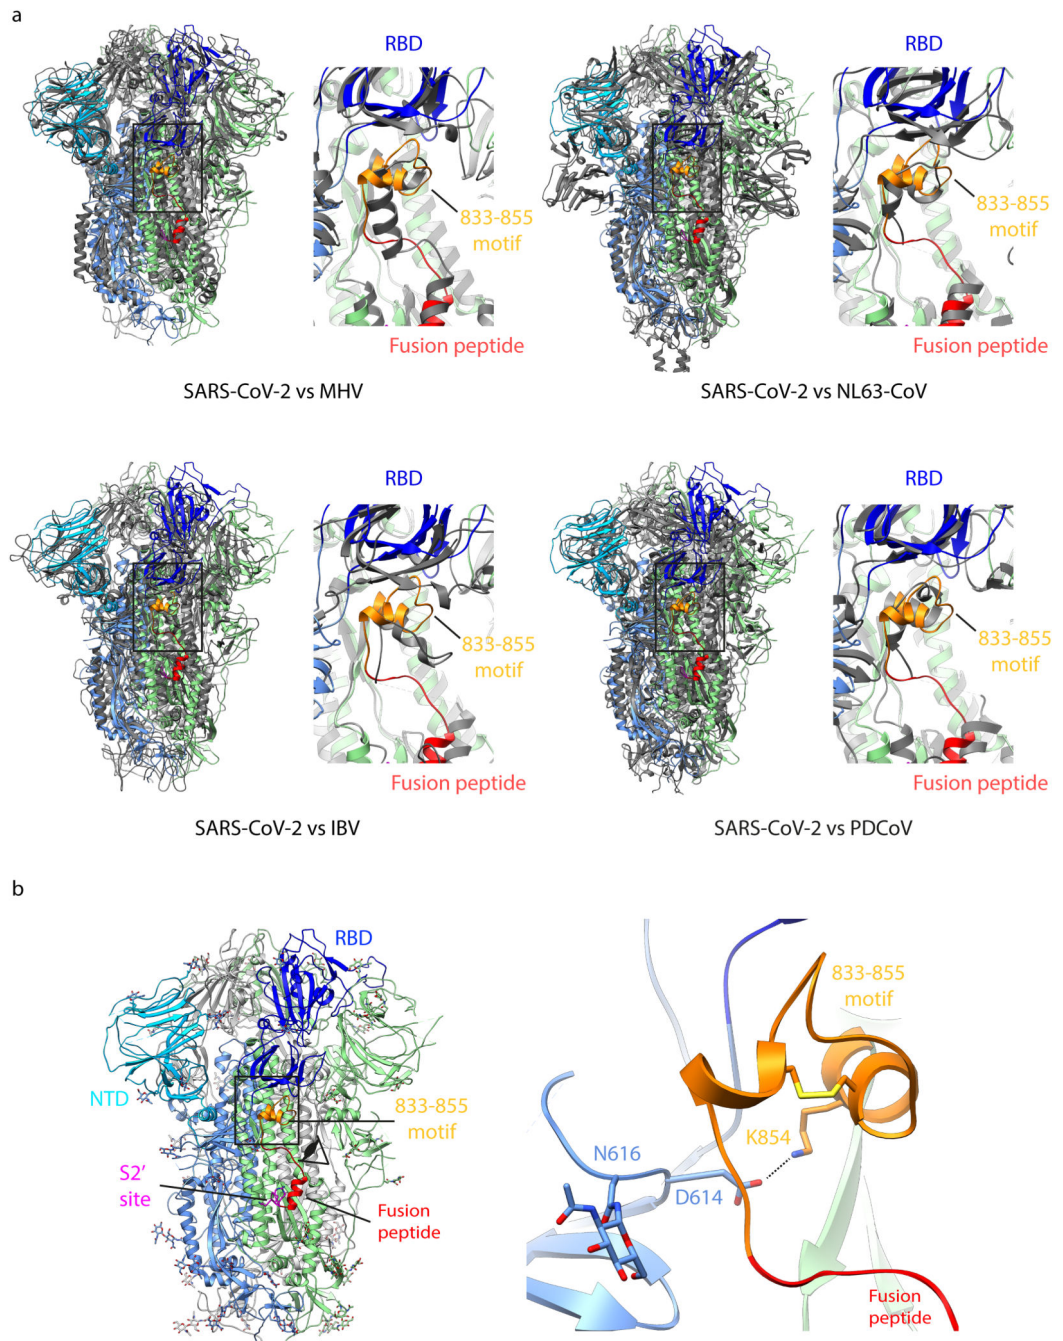 a
RBD
833-855
motif
Fusion peptide
SARS-CoV-2 vs MHV
RBD
833-855
motif
Fusion peptide
SARS-CoV-2 vs NL63-CoV
RBD
833-855
motif
Fusion peptide
SARS-CoV-2 vs IBV
RBD
833-855
motif
Fusion peptide
SARS-CoV-2 vs PDCoV
b
RBD
NTD
833-855
motif
S2'
site
Fusion
peptide
833-855
motif
K854
N616
D614
Fusion
peptide